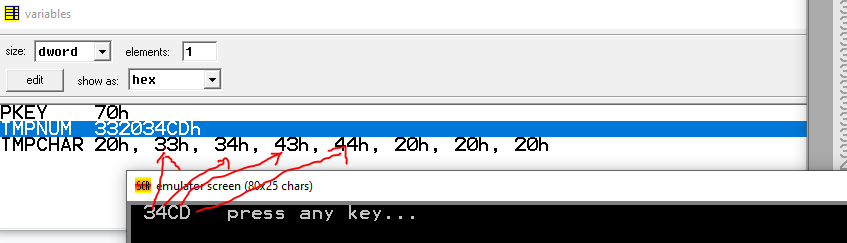 variables
size: dword elements: 1
edit show as: hex
PKEY 70h
TMPNUM 332034CDh
TMPCHAR 20h, 33h, 34h, 43h, 44h, 20h, 20h, 20h
SCR emulator screen (80x25 chars)
34CD press any key...